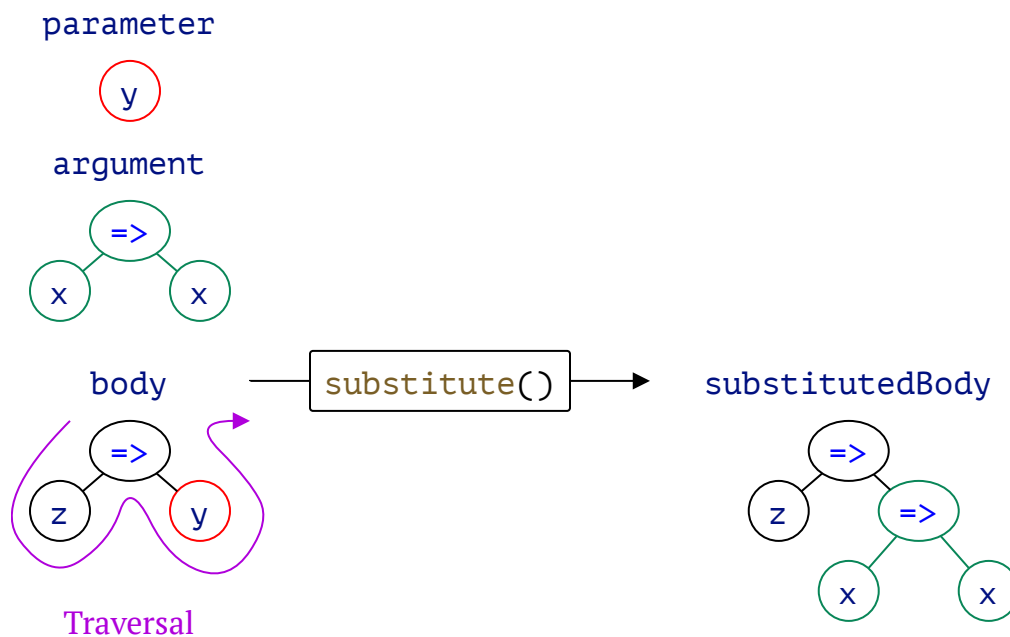 parameter
y
argument
=>
x x
body
substitute()
substitutedBody
=>
z y
=>
z =>
x x
Traversal